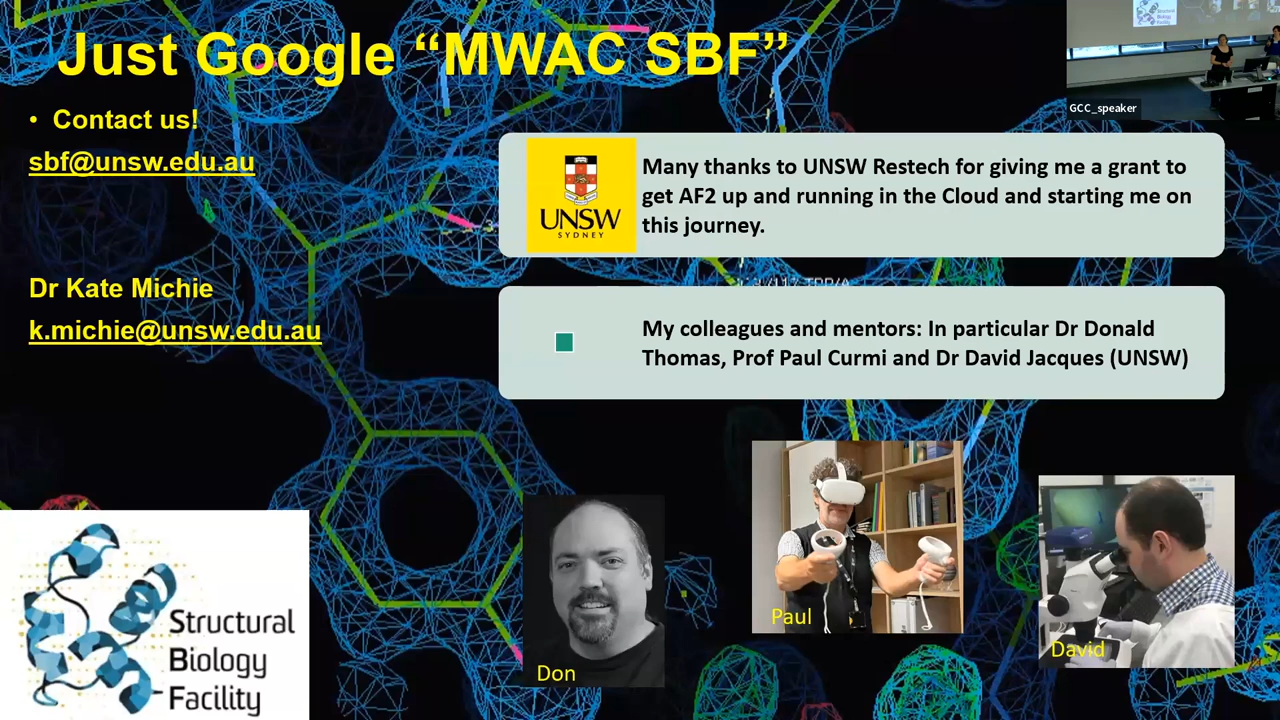 Just Google “MWAC SBF”
• Contact us!
sbf@unsw.edu.au
Dr Kate Michie
k.michie@unsw.edu.au
GCC_speaker
UNSW
SYDNEY
Many thanks to UNSW Restech for giving me a grant to
get AF2 up and running in the Cloud and starting me on
this journey.
My colleagues and mentors: In particular Dr Donald
Thomas, Prof Paul Curmi and Dr David Jacques (UNSW)
Don
Paul
David
Structural
Biology
Facility